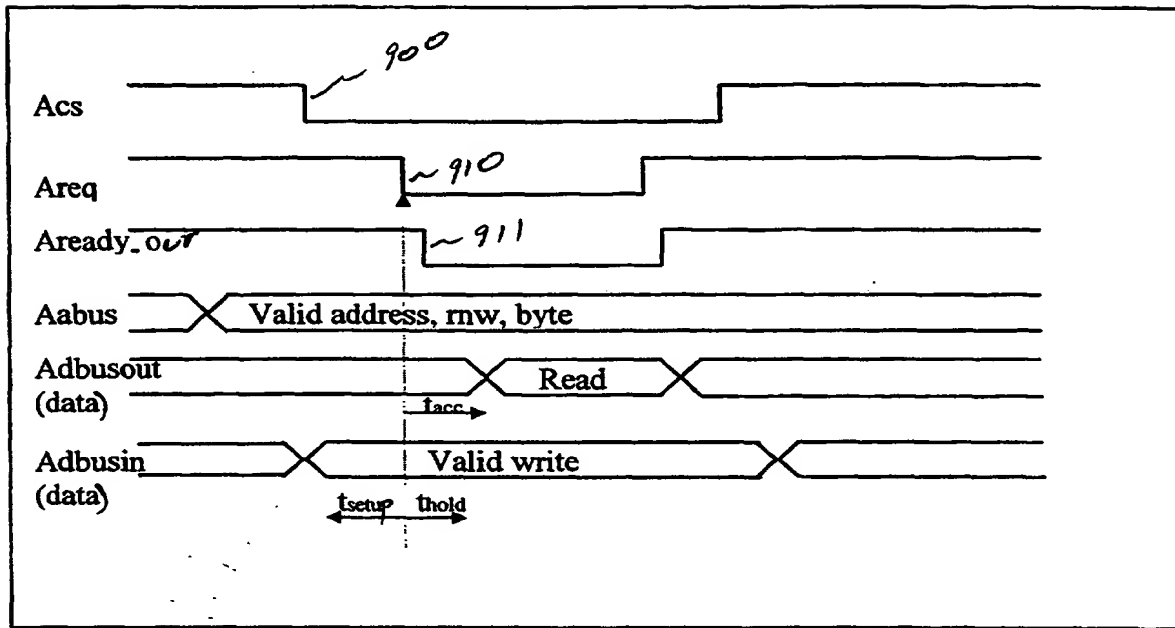 900
Acs
910
Areq
Aready_out
911
Aabus
Valid address, rnw, byte
Adbusout
(data)
Read
tacc
Adbusin
(data)
Valid write
tsetup
thold